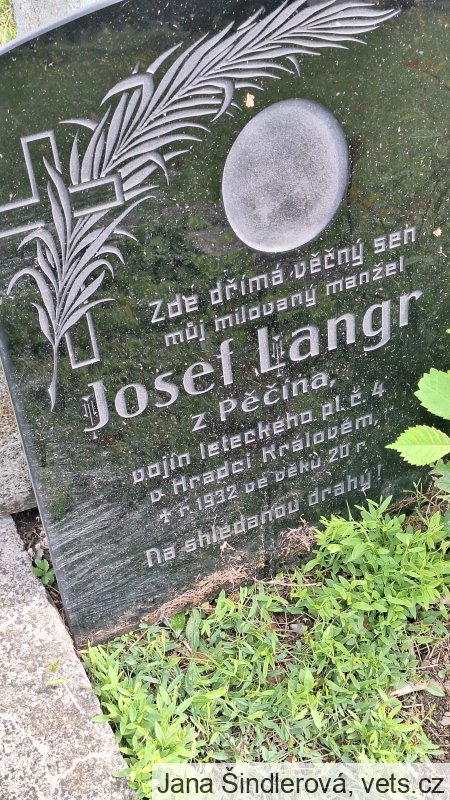 Zde dřímá věčný sen
můj milovaný manžel
Josef Langr
z Pěčína,
vojín leteckého pl. č. 4
v Hradci Královém,
† r. 1932 ve věku 20 r.
Na shledanou drahý!
Jana Šindlerová, vets.cz